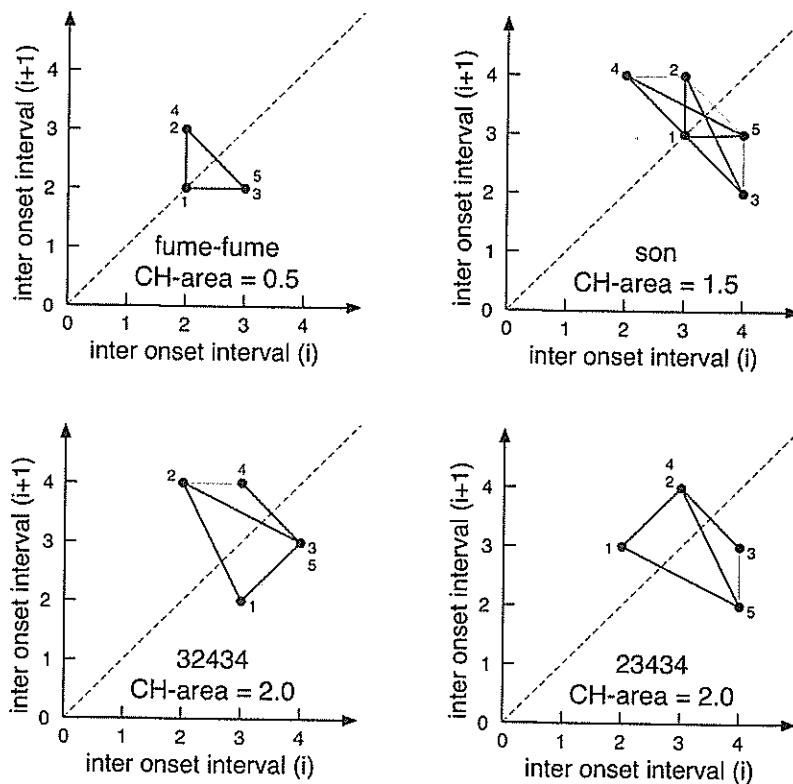 inter onset interval (i+1)
4
3
2
1
0
4
2
1
5
3
fume-fume
CH-area = 0.5
0 1 2 3 4
inter onset interval (i)
inter onset interval (i+1)
4
3
2
1
0
4
2
1
5
3
son
CH-area = 1.5
0 1 2 3 4
inter onset interval (i)
inter onset interval (i+1)
4
3
2
1
0
2
4
3
5
1
32434
CH-area = 2.0
0 1 2 3 4
inter onset interval (i)
inter onset interval (i+1)
4
3
2
1
0
4
2
1
3
5
23434
CH-area = 2.0
0 1 2 3 4
inter onset interval (i)